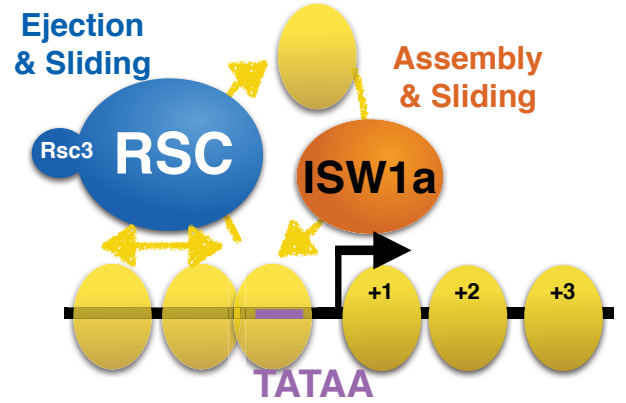 Ejection
& Sliding
Assembly
& Sliding
Rsc3
RSC
ISW1a
+1
+2
+3
TATAA